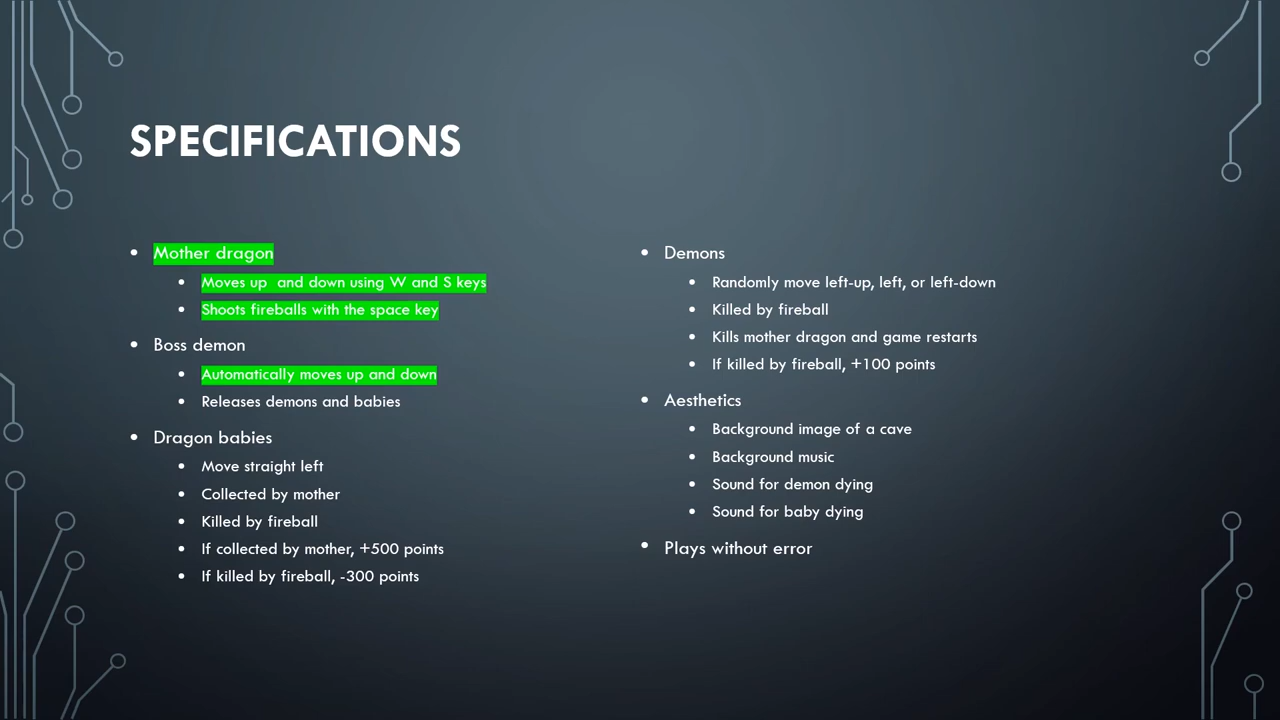 SPECIFICATIONS
• Mother dragon
• Moves up  and down using W and S keys
• Shoots fireballs with the space key
• Boss demon
• Automatically moves up and down
• Releases demons and babies
• Dragon babies
• Move straight left
• Collected by mother
• Killed by fireball
• If collected by mother, +500 points
• If killed by fireball, -300 points
• Demons
• Randomly move left-up, left, or left-down
• Killed by fireball
• Kills mother dragon and game restarts
• If killed by fireball, +100 points
• Aesthetics
• Background image of a cave
• Background music
• Sound for demon dying
• Sound for baby dying
• Plays without error